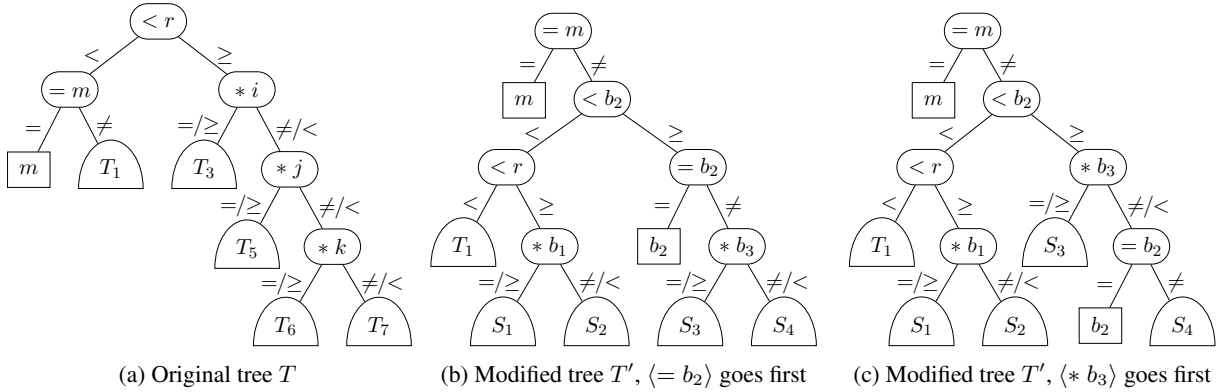 < r
< ≥
= m
* i
= ≠
=/≥ ≠/<
m
T₁
T₃
* j
=/≥ ≠/<
T₅
* k
=/≥ ≠/<
T₆
T₇
(a) Original tree T
= m
= ≠
m
< b₂
< ≥
< r
= b₂
< ≥
= ≠
T₁
* b₁
b₂
* b₃
=/≥ ≠/<
=/≥ ≠/<
S₁
S₂
S₃
S₄
(b) Modified tree T′, ⟨= b₂⟩ goes first
= m
= ≠
m
< b₂
< ≥
< r
* b₃
< ≥
=/≥ ≠/<
T₁
* b₁
S₃
= b₂
=/≥ ≠/<
= ≠
S₁
S₂
b₂
S₄
(c) Modified tree T′, ⟨* b₃⟩ goes first